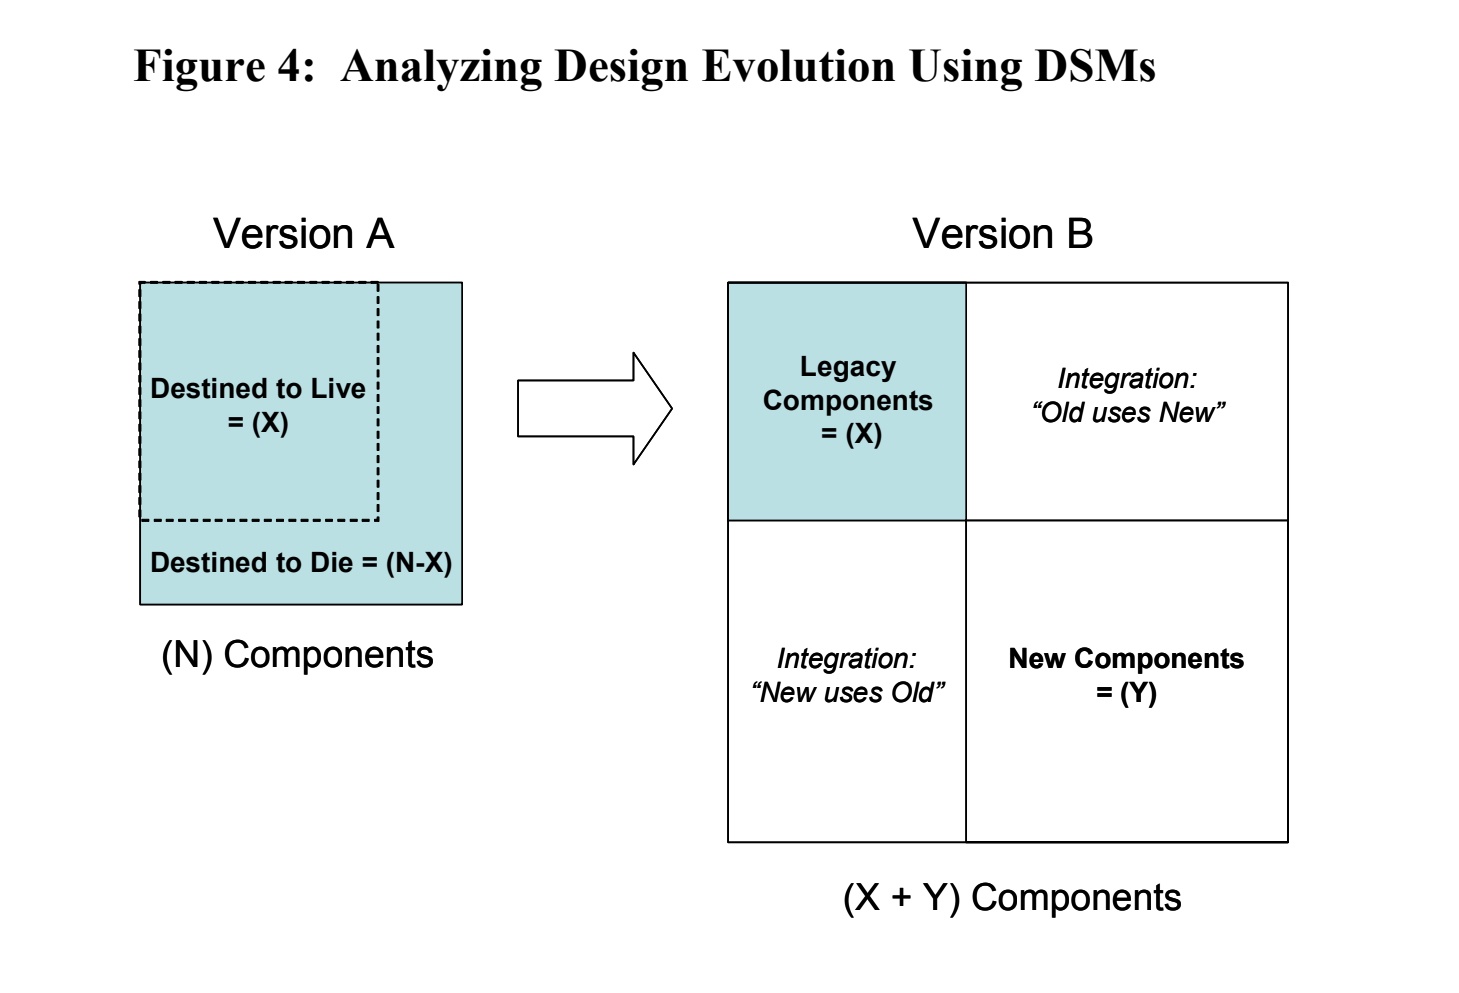 Figure 4: Analyzing Design Evolution Using DSMs
Version A
Destined to Live
= (X)
Destined to Die = (N-X)
(N) Components
Version B
Legacy
Components
= (X)
Integration:
“Old uses New”
Integration:
“New uses Old”
New Components
= (Y)
(X + Y) Components